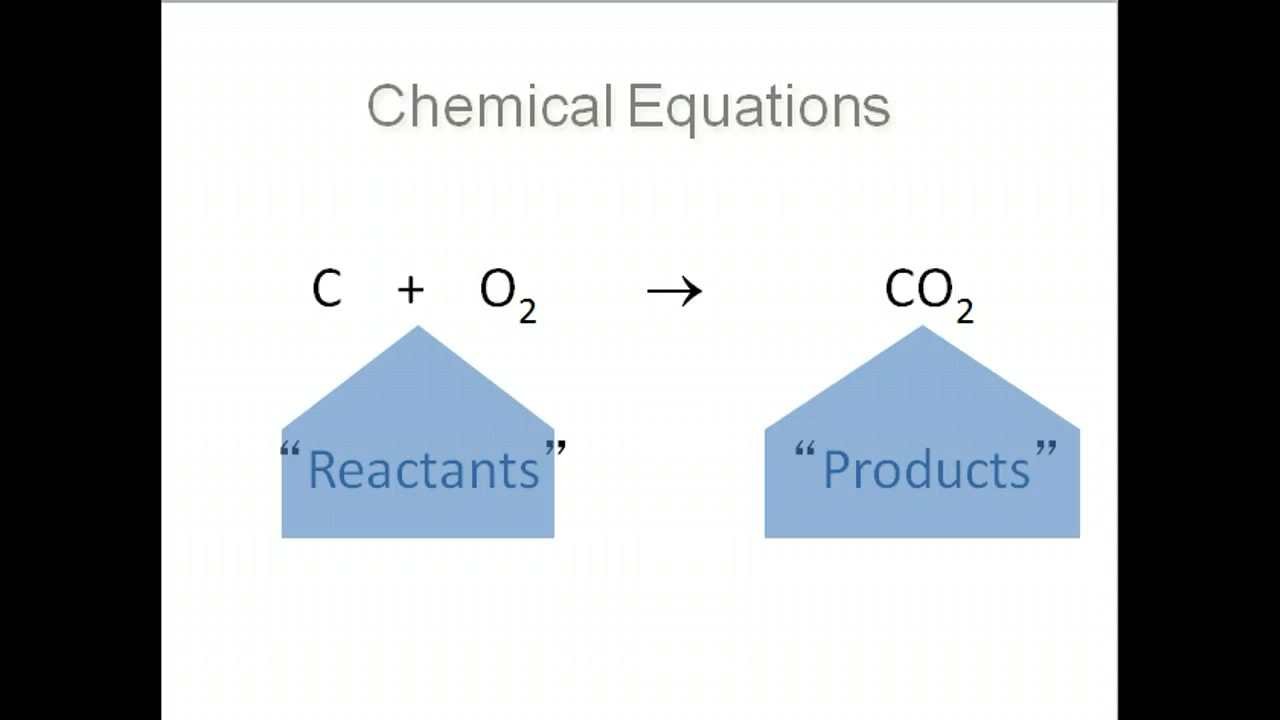 Chemical Equations
C + O₂ → CO₂
“Reactants” “Products”